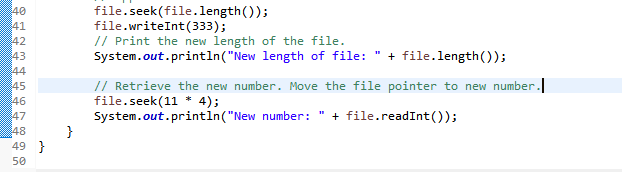 40 file.seek(file.length());
41 file.writeInt(333);
42 // Print the new length of the file.
43 System.out.println("New length of file: " + file.length());
44
45 // Retrieve the new number. Move the file pointer to new number.
46 file.seek(11 * 4);
47 System.out.println("New number: " + file.readInt());
48 }
49 }
50